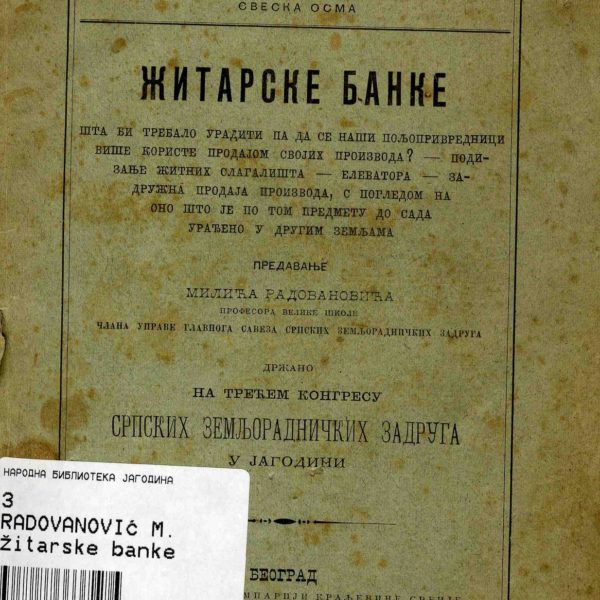 СВЕСКА ОСМА
ЖИТАРСКЕ БАНКЕ
ШТА БИ ТРЕБАЛО УРАДИТИ ПА ДА СЕ НАШИ ПОЉОПРИВРЕДНИЦИ
ВИШЕ КОРИСТЕ ПРОДАЈОМ СВОЈИХ ПРОИЗВОДА? — ПОДИ-
ЗАЊЕ ЖИТНИХ СЛАГАЛИШТА — ЕЛЕВАТОРА — ЗА-
ДРУЖНА ПРОДАЈА ПРОИЗВОДА, С ПОГЛЕДОМ НА
ОНО ШТО ЈЕ ПО ТОМ ПРЕДМЕТУ ДО САДА
УРАЂЕНО У ДРУГИМ ЗЕМЉАМА
ПРЕДАВАЊЕ
МИЛИЋА РАДОВАНОВИЋА
ПРОФЕСОРА ВЕЛИКЕ ШКОЛЕ
ЧЛАНА УПРАВЕ ГЛАВНОГА САВЕЗА СРПСКИХ ЗЕМЉОРАДНИЧКИХ ЗАДРУГА
ДРЖАНО
НА ТРЕЋЕМ КОНГРЕСУ
СРПСКИХ ЗЕМЉОРАДНИЧКИХ ЗАДРУГА
У ЈАГОДИНИ
НАРОДНА БИБЛИОТЕКА ЈАГОДИНА
3
RADOVANOVIĆ M.
žitarske banke
БЕОГРАД
КРАЉЕВИНЕ СРБИЈЕ